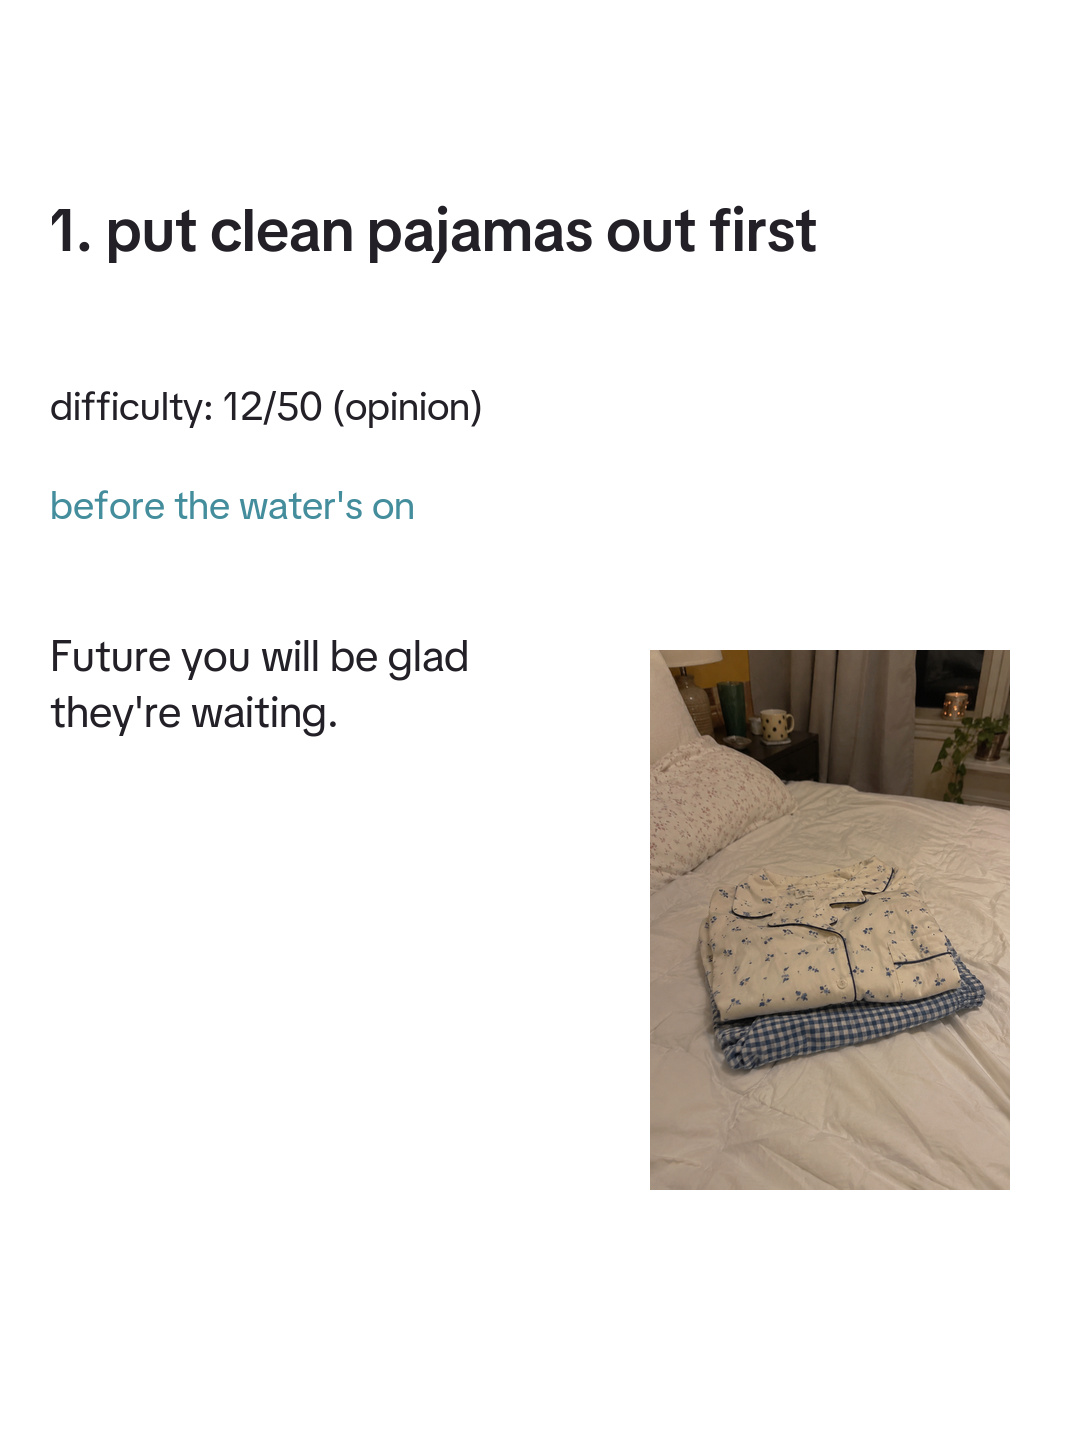 1. put clean pajamas out first
difficulty: 12/50 (opinion)
before the water's on
Future you will be glad
they're waiting.